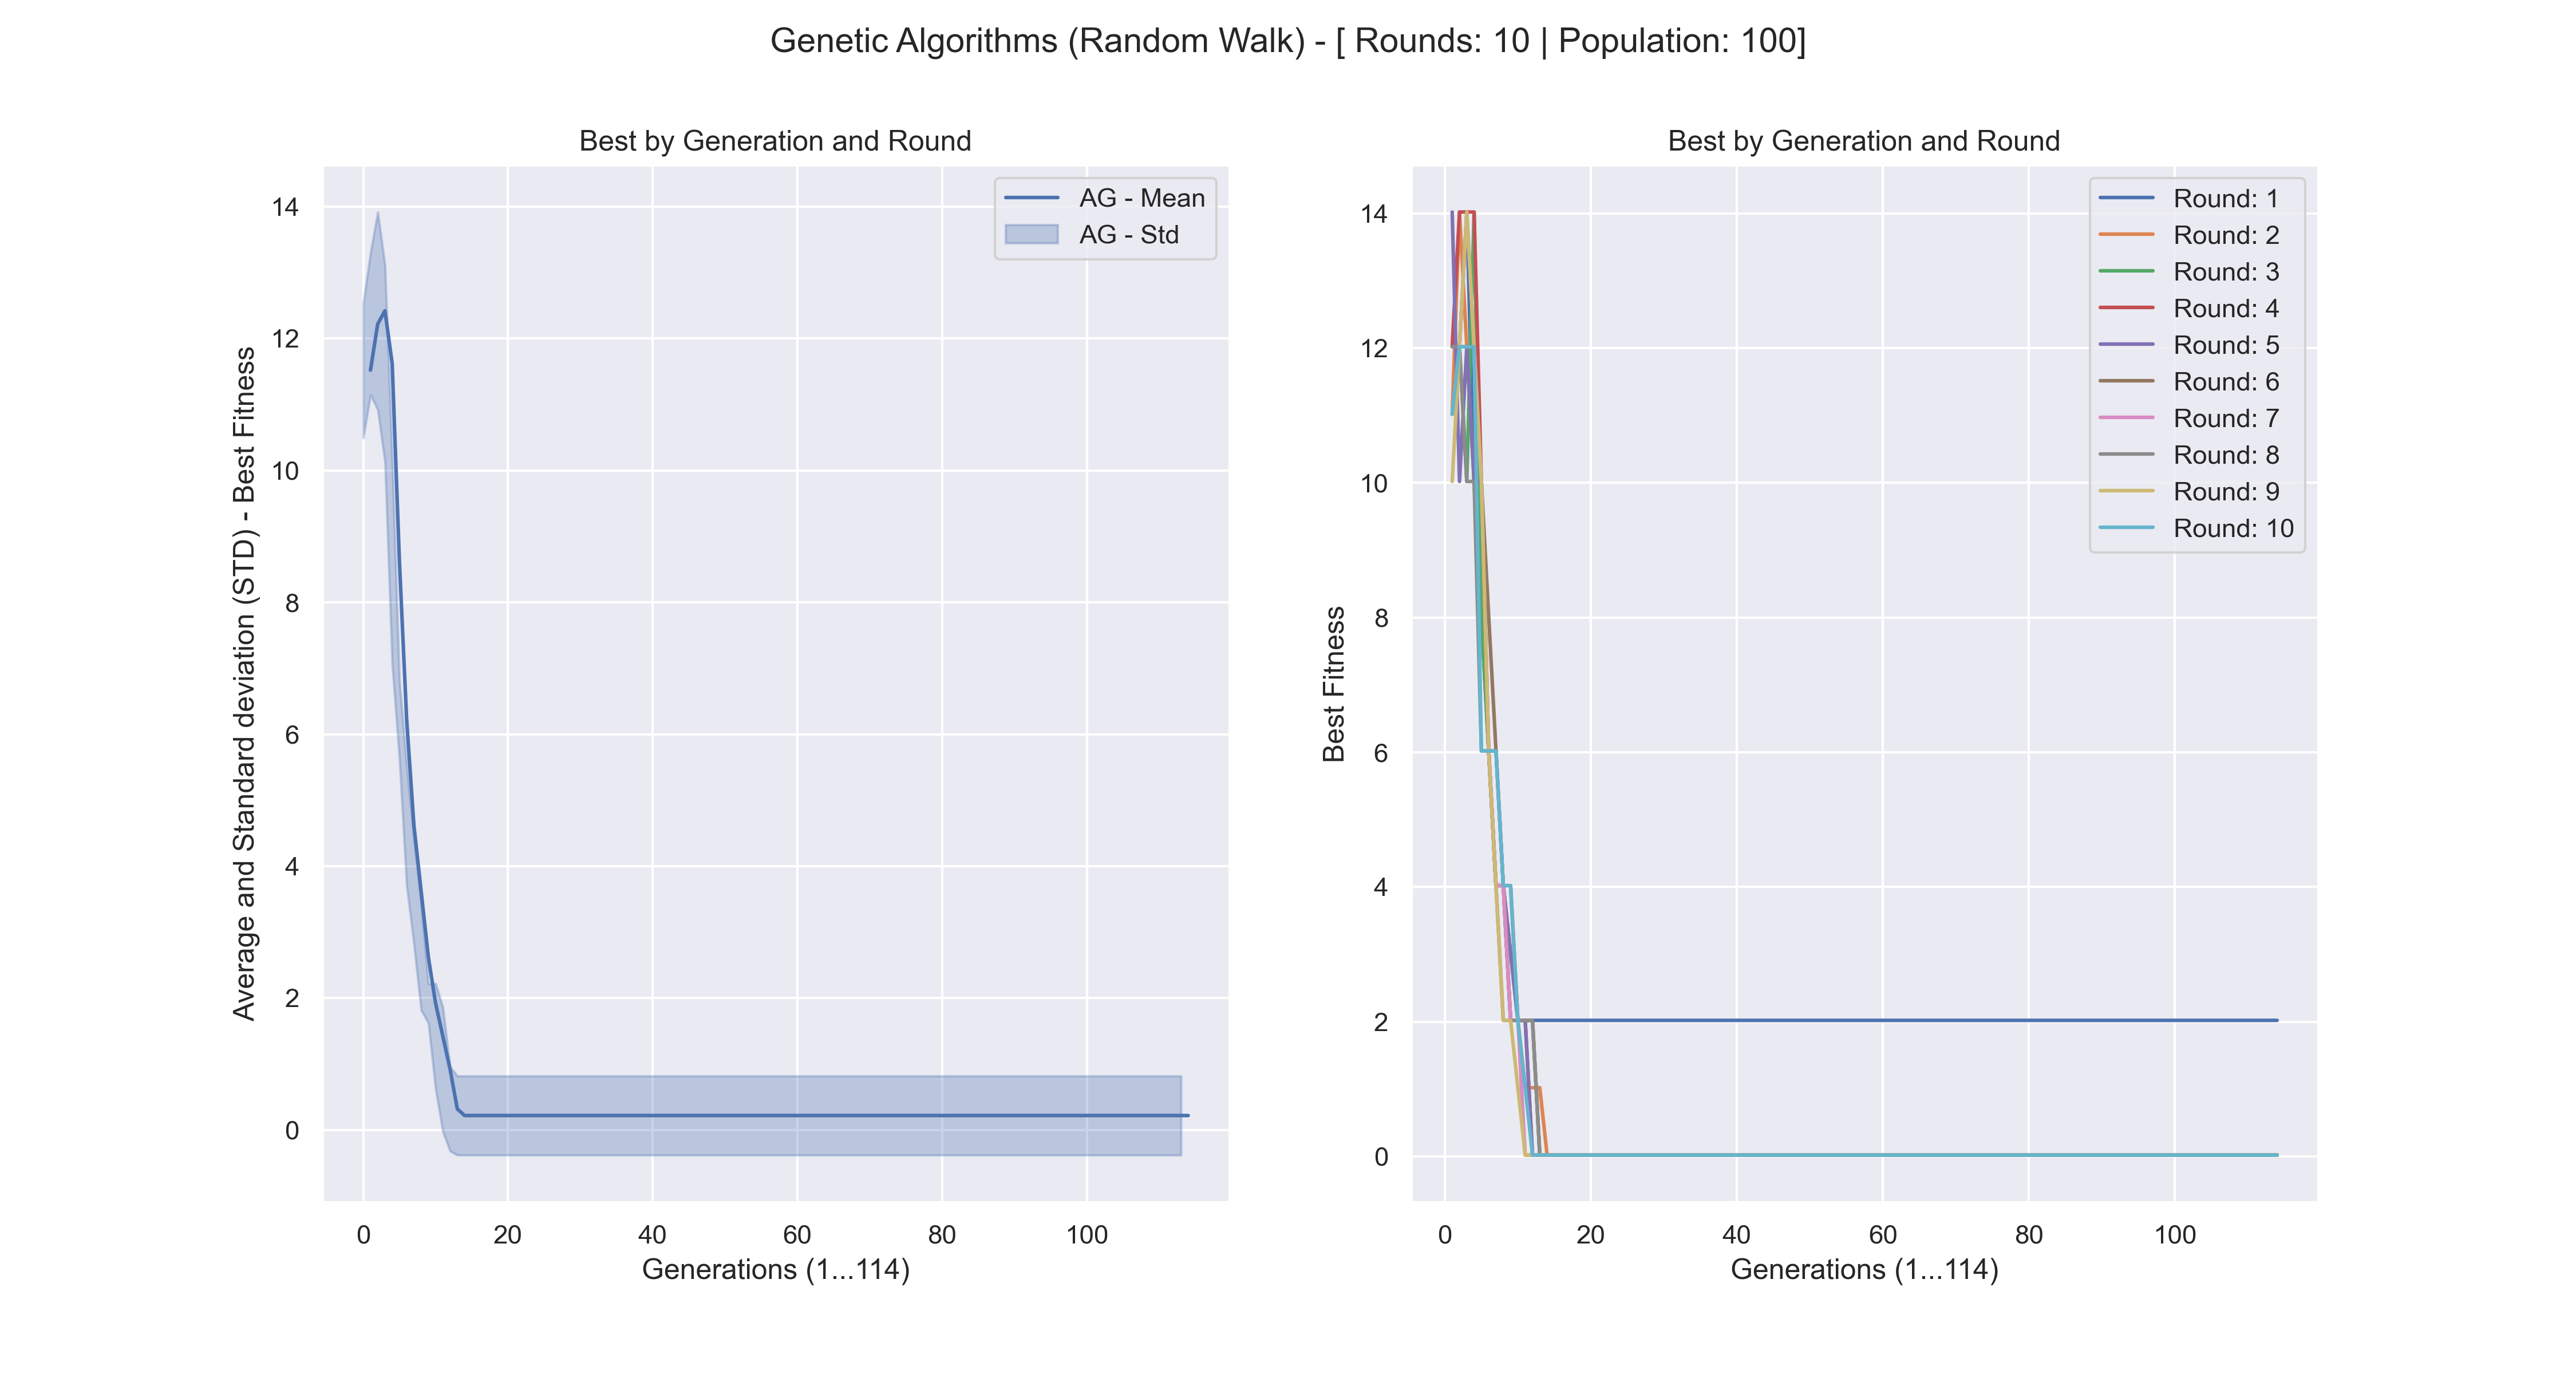 Genetic Algorithms (Random Walk) - [ Rounds: 10 | Population: 100]
Best by Generation and Round
AG - Mean
AG - Std
14
12
10
8
6
4
2
0
Average and Standard deviation (STD) - Best Fitness
0 20 40 60 80 100
Generations (1...114)
Best by Generation and Round
Round: 1
Round: 2
Round: 3
Round: 4
Round: 5
Round: 6
Round: 7
Round: 8
Round: 9
Round: 10
14
12
10
8
6
4
2
0
Best Fitness
0 20 40 60 80 100
Generations (1...114)